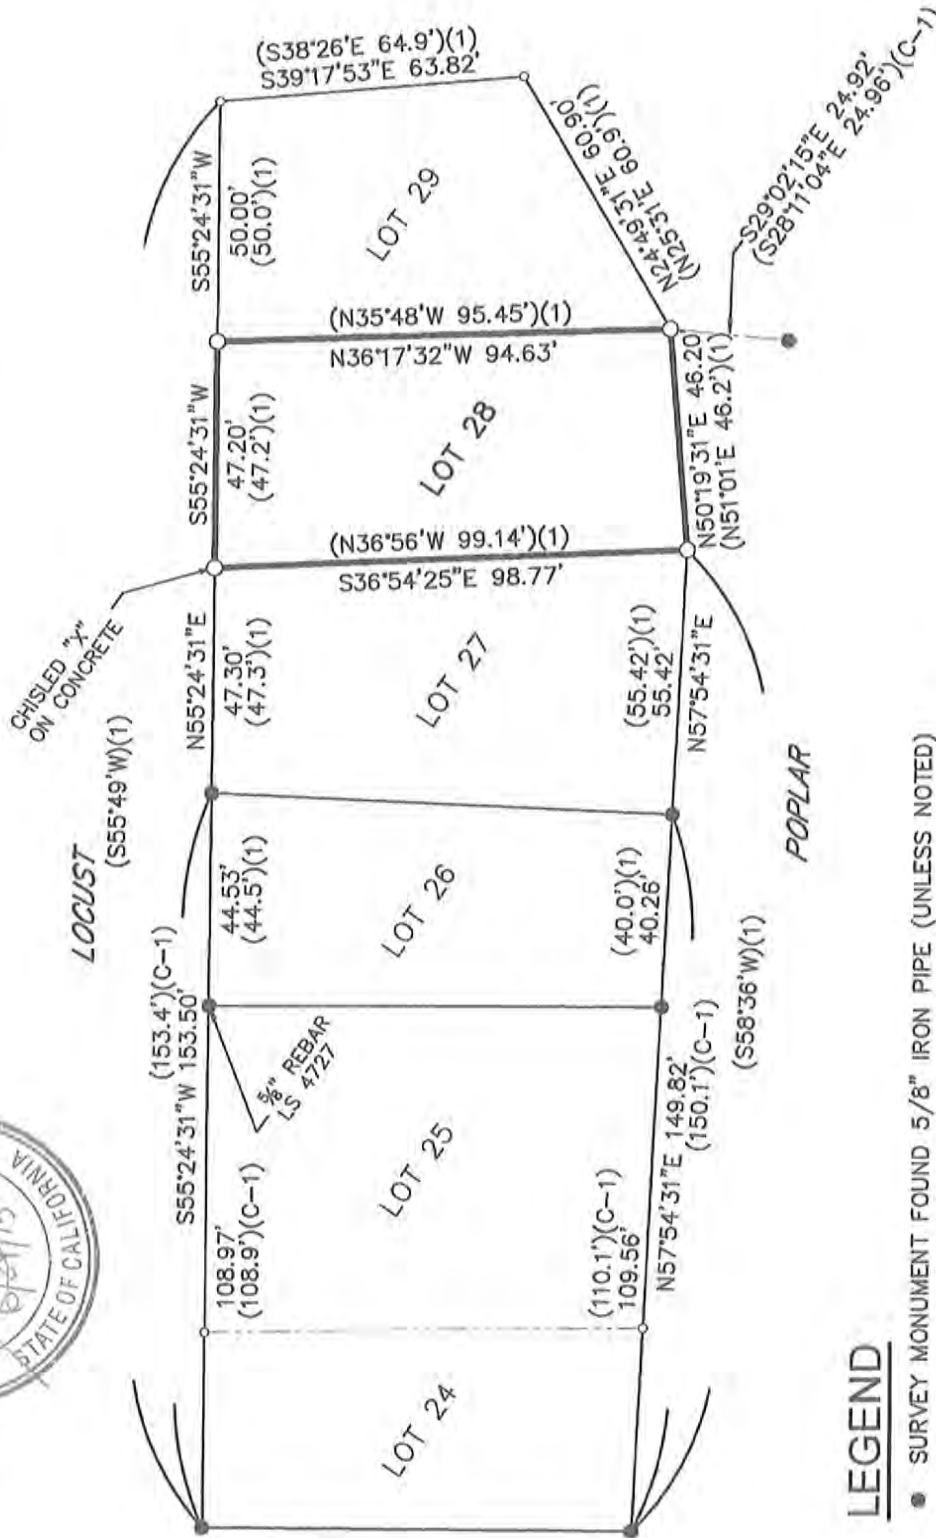 (S38°26'E 64.9')(1)
S39°17'53"E 63.82'
S55°24'31"W
50.00'
(50.0')(1)
LOT 29
N24°49'31"E 60.90'
(N25°31'E 60.9')(1)
S29°02'15"E 24.92'
(S28°11'04"E 24.96')(C-1)
(N35°48'W 95.45')(1)
N36°17'32"W 94.63'
S55°24'31"W
47.20'
(47.2')(1)
LOT 28
N50°19'31"E 46.20
(N51°01'E 46.2')(1)
(N36°56'W 99.14')(1)
S36°54'25"E 98.77'
CHISLED "X"
ON CONCRETE
N55°24'31"E
47.30'
(47.3')(1)
LOT 27
(55.42')(1)
55.42'
N57°54'31"E
LOCUST
(S55°49'W)(1)
POPLAR
(S58°36'W)(1)
44.53'
(44.5')(1)
LOT 26
(40.0')(1)
40.26'
(153.4')(C-1)
S55°24'31"W 153.50'
5/8" REBAR
LS 4727
108.97'
(108.9')(C-1)
LOT 25
(110.1')(C-1)
109.56'
N57°54'31"E 149.82'
(150.1')(C-1)
LOT 24
STATE OF CALIFORNIA
LEGEND
SURVEY MONUMENT FOUND 5/8" IRON PIPE (UNLESS NOTED)